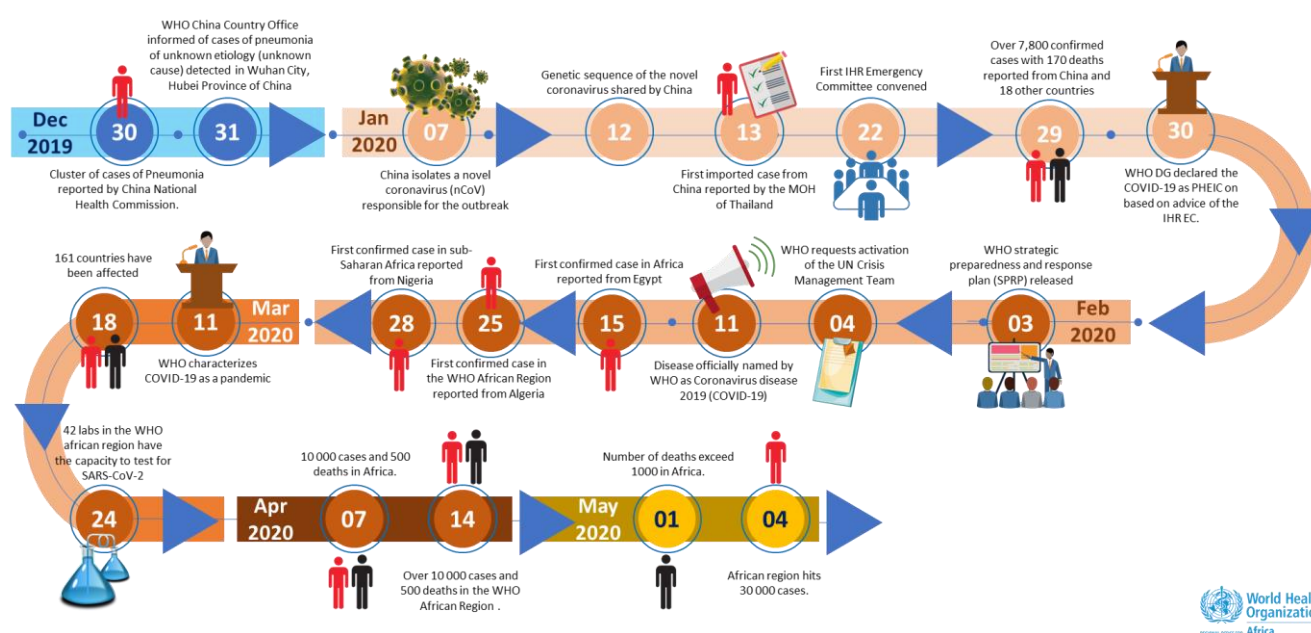 WHO China Country Office
informed of cases of pneumonia
of unknown etiology (unknown
cause) detected in Wuhan City,
Hubei Province of China
Genetic sequence of the novel
coronavirus shared by China
First IHR Emergency
Committee convened
Over 7,800 confirmed
cases with 170 deaths
reported from China and
18 other countries
Dec
2019
30
31
Jan
2020
07
12
13
22
29
30
Cluster of cases of Pneumonia
reported by China National
Health Commission.
China isolates a novel
coronavirus (nCoV)
responsible for the outbreak
First imported case from
China reported by the MOH
of Thailand
WHO DG declared the
COVID-19 as PHEIC on
based on advice of the
IHR EC.
161 countries have
been affected
First confirmed case in sub-
Saharan Africa reported
from Nigeria
First confirmed case in Africa
reported from Egypt
WHO requests activation
of the UN Crisis
Management Team
WHO strategic
preparedness and response
plan (SPRP) released
18
11
Mar
2020
28
25
15
11
04
03
Feb
2020
WHO characterizes
COVID-19 as a pandemic
First confirmed case in
the WHO African Region
reported from Algeria
Disease officially named by
WHO as Coronavirus disease
2019 (COVID-19)
42 labs in the WHO
african region have
the capacity to test for
SARS-CoV-2
10 000 cases and 500
deaths in Africa.
Number of deaths exceed
1000 in Africa.
24
Apr
2020
07
14
May
2020
01
04
Over 10 000 cases and
500 deaths in the WHO
African Region .
African region hits
30 000 cases.
World Heal
Organizatio
Africa